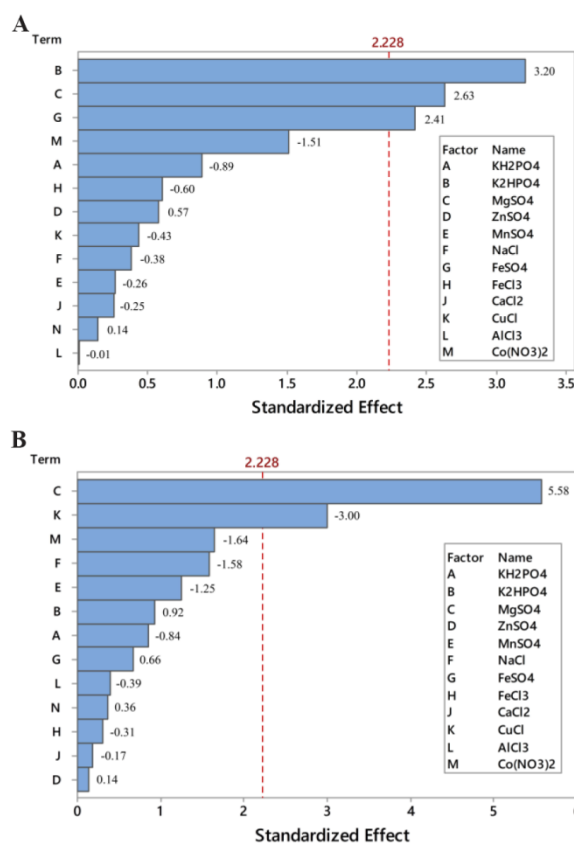 A
Term
2.228
B
3.20
C
2.63
G
2.41
M
-1.51
A
-0.89
H
-0.60
D
0.57
K
-0.43
F
-0.38
E
-0.26
J
-0.25
N
0.14
L
-0.01
Factor Name
A KH2PO4
B K2HPO4
C MgSO4
D ZnSO4
E MnSO4
F NaCl
G FeSO4
H FeCl3
J CaCl2
K CuCl
L AlCl3
M Co(NO3)2
0.0 0.5 1.0 1.5 2.0 2.5 3.0 3.5
Standardized Effect
B
Term
2.228
C
5.58
K
-3.00
M
-1.64
F
-1.58
E
-1.25
B
0.92
A
-0.84
G
0.66
L
-0.39
N
0.36
H
-0.31
J
-0.17
D
0.14
Factor Name
A KH2PO4
B K2HPO4
C MgSO4
D ZnSO4
E MnSO4
F NaCl
G FeSO4
H FeCl3
J CaCl2
K CuCl
L AlCl3
M Co(NO3)2
0 1 2 3 4 5
Standardized Effect